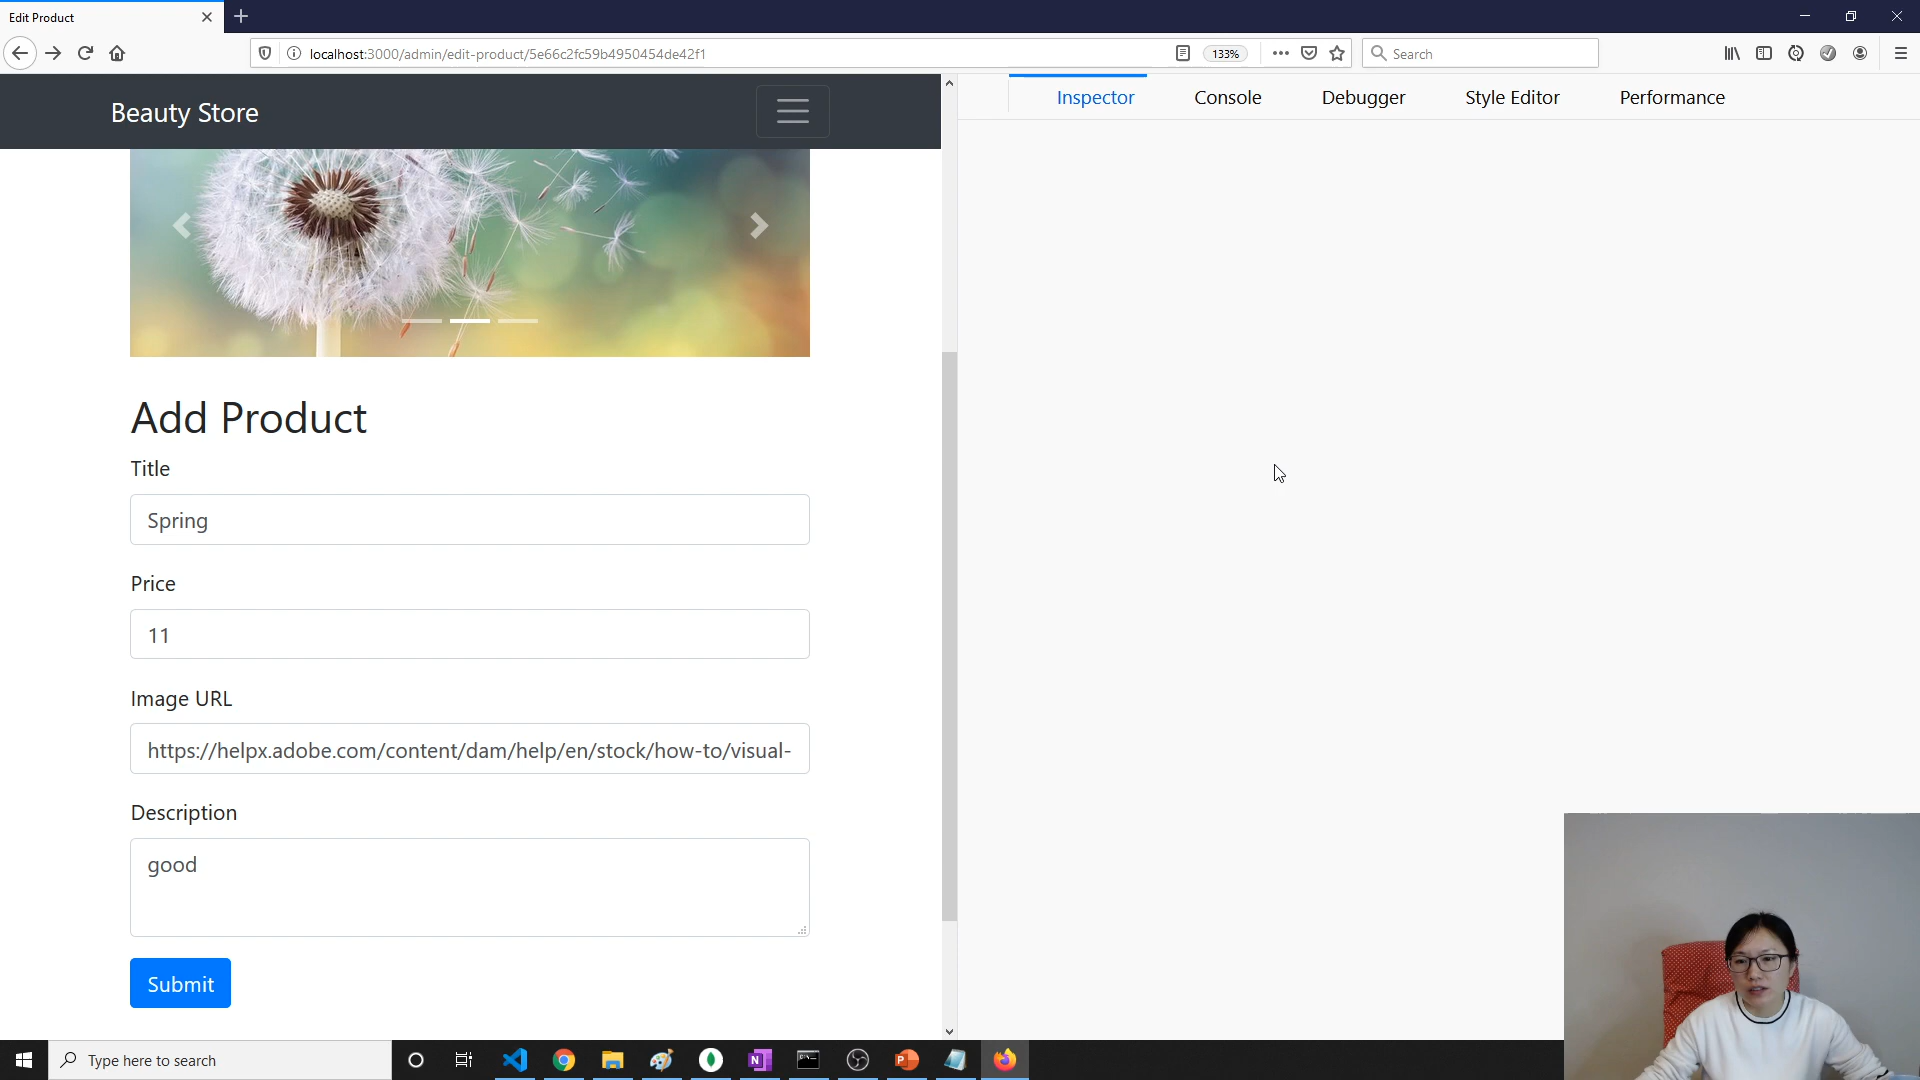 Edit Product
localhost:3000/admin/edit-product/5e66c2fc59b4950454de42f1
133%
Search
Beauty Store
Inspector
Console
Debugger
Style Editor
Performance
Add Product
Title
Spring
Price
11
Image URL
https://helpx.adobe.com/content/dam/help/en/stock/how-to/visual-
Description
good
Submit
Type here to search